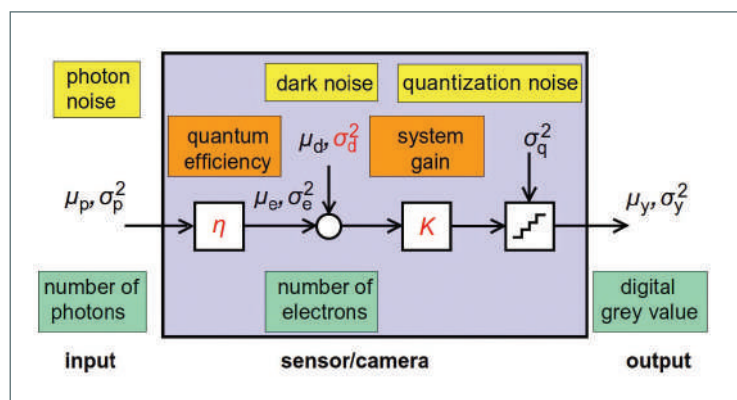 photon
noise
dark noise
quantization noise
quantum
efficiency
μd, σd²
system
gain
σq²
μp, σp²
μe, σe²
μy, σy²
η
K
number of
photons
number of
electrons
digital
grey value
input
sensor/camera
output